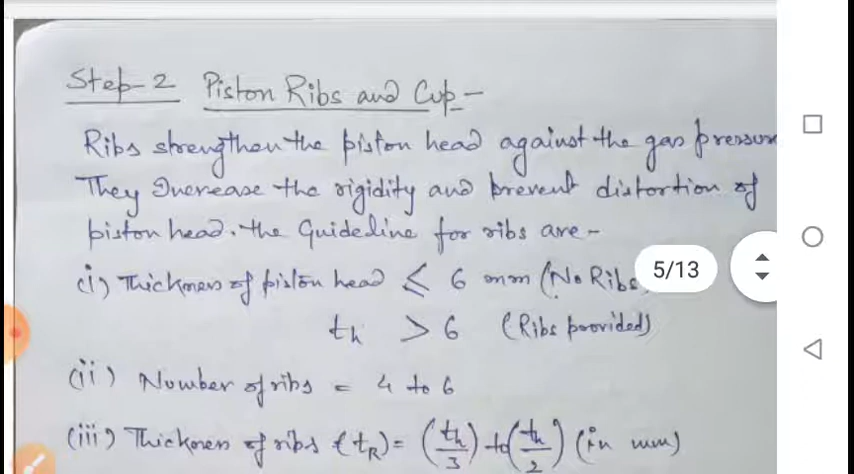 Step-2 Piston Ribs and Cup-
Ribs strengthen the piston head against the gas pressure
They Increase the rigidity and prevent distortion of
piston head. the Guideline for ribs are -
(i) Thickness of piston head ≤ 6 mm (No Ribs
5/13
th > 6 (Ribs provided)
(ii) Number of ribs = 4 to 6
(iii) Thickness of ribs (tR) = (th/3) to (th/2) (in mm)